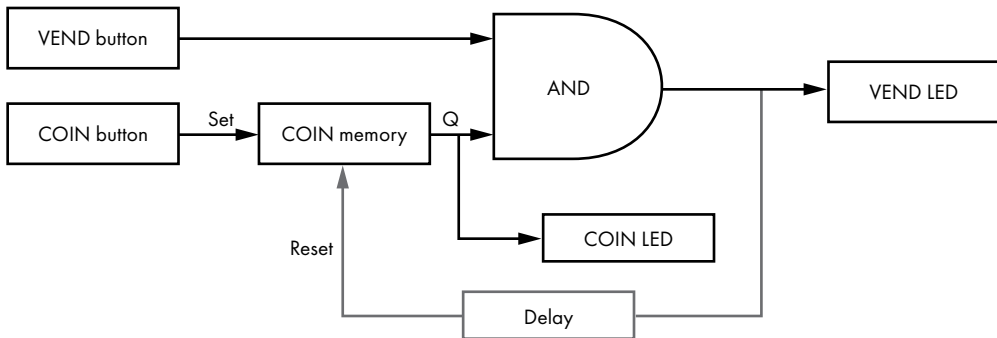 VEND button
AND
VEND LED
COIN button
Set
COIN memory
Q
COIN LED
Reset
Delay